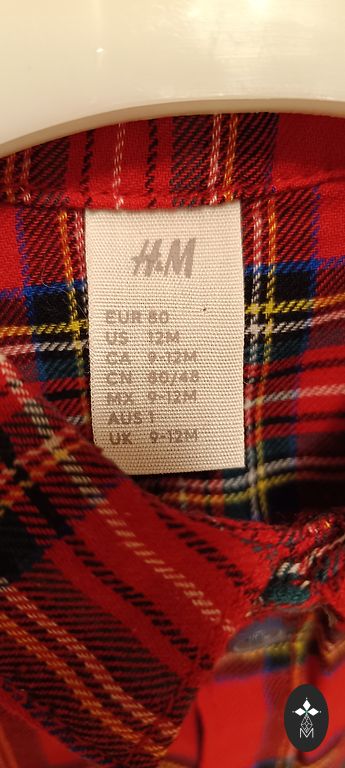 H&M
EUR 80
US 12M
CA 9-12M
CN 80/48
MX 9-12M
AUS 1
UK 9-12M
M